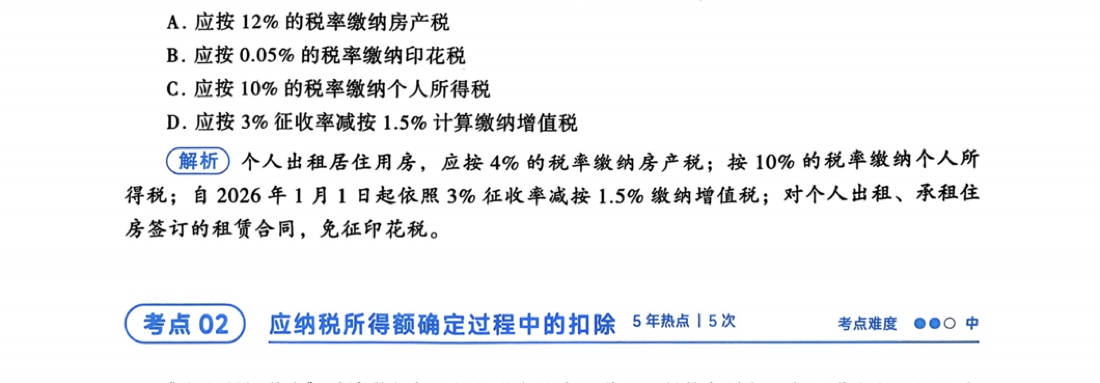 A. 应按 12% 的税率缴纳房产税
B. 应按 0.05% 的税率缴纳印花税
C. 应按 10% 的税率缴纳个人所得税
D. 应按 3% 征收率减按 1.5% 计算缴纳增值税
解析 个人出租居住用房，应按 4% 的税率缴纳房产税；按 10% 的税率缴纳个人所
得税；自 2026 年 1 月 1 日起依照 3% 征收率减按 1.5% 缴纳增值税；对个人出租、承租住
房签订的租赁合同，免征印花税。
考点 02 应纳税所得额确定过程中的扣除 5 年热点 | 5 次 考点难度 中